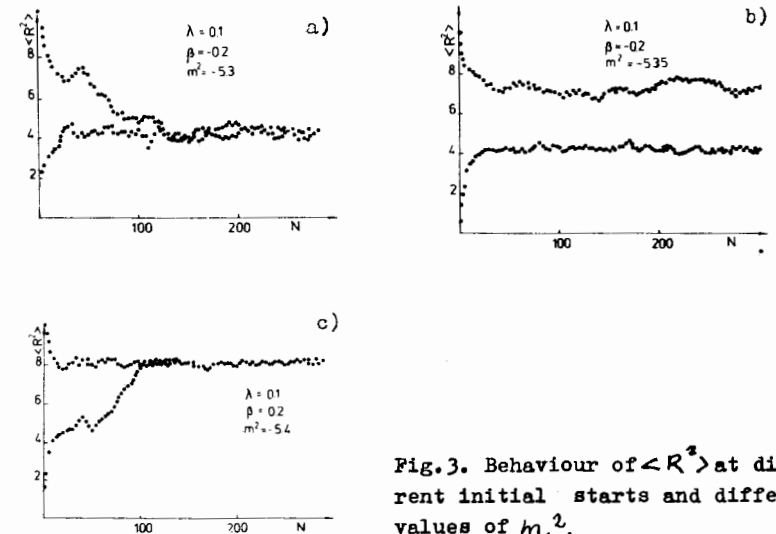 a)
<R²>
λ = 0.1
β = -0.2
m² = -5.3
8
6
4
2
100
200
N
b)
<R²>
λ = 0.1
β = -0.2
m² = -5.35
8
6
4
2
100
200
N
c)
<R²>
8
6
4
2
λ = 0.1
β = 0.2
m² = -5.4
100
200
N
Fig.3. Behaviour of <R²> at di
rent initial starts and differe
values of m².